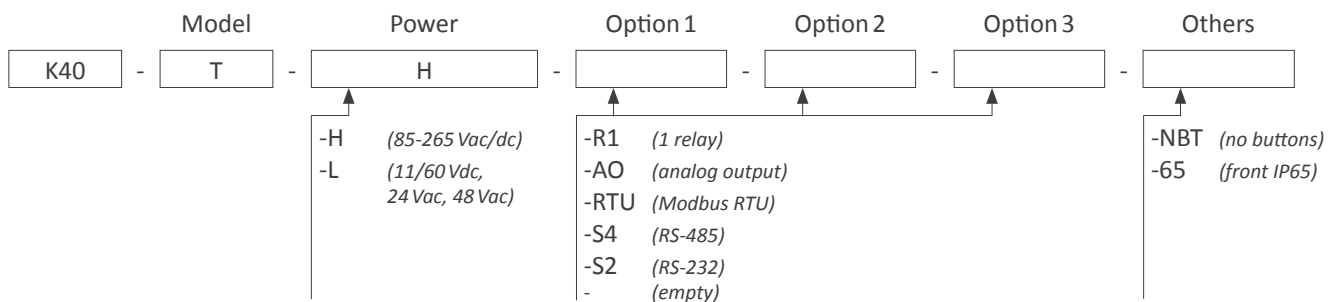 Model Power Option 1 Option 2 Option 3 Others
K40 - T - H - - - -
-H (85-265 Vac/dc)
-L (11/60 Vdc,
24 Vac, 48 Vac)
-R1 (1 relay)
-AO (analog output)
-RTU (Modbus RTU)
-S4 (RS-485)
-S2 (RS-232)
- (empty)
-NBT (no buttons)
-65 (front IP65)